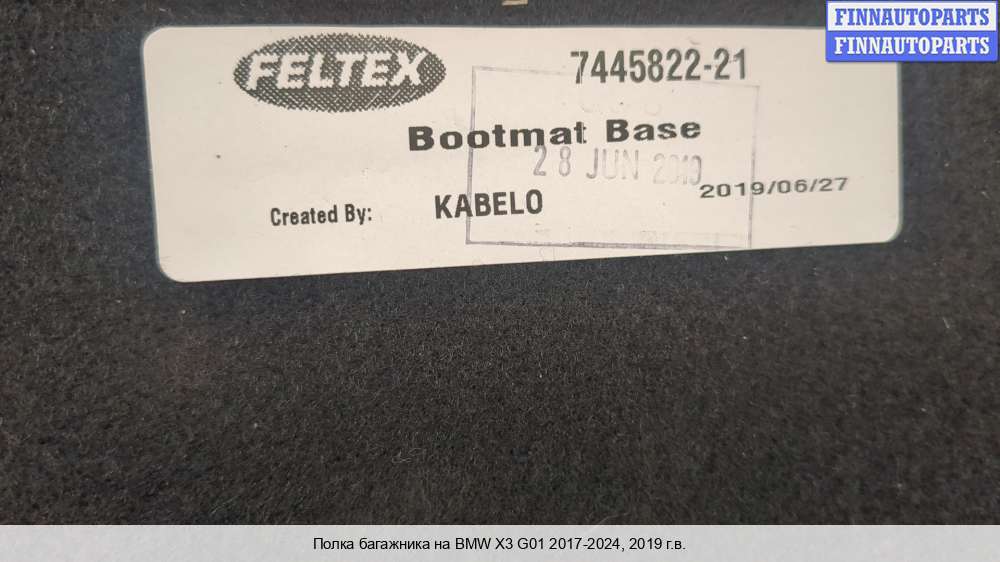 FINNAUTOPARTS
FINNAUTOPARTS
FELTEX
7445822-21
Bootmat Base
28 JUN 2019
2019/06/27
Created By: KABELO
Полка багажника на BMW X3 G01 2017-2024, 2019 г.в.